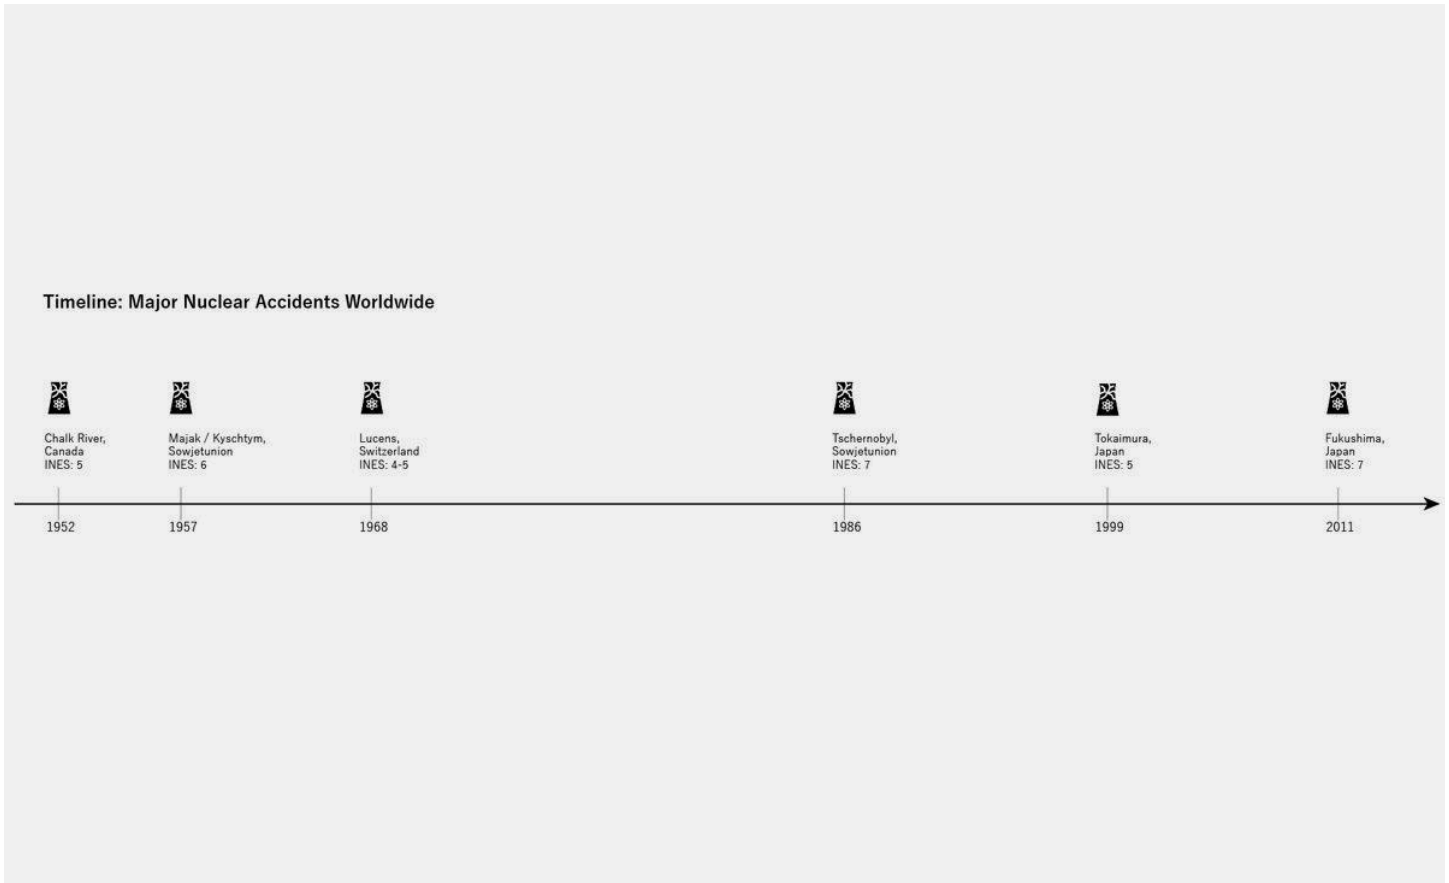 Timeline: Major Nuclear Accidents Worldwide
Chalk River,
Canada
INES: 5
Majak / Kyschtym,
Sowjetunion
INES: 6
Lucens,
Switzerland
INES: 4-5
Tschernobyl,
Sowjetunion
INES: 7
Tokaimura,
Japan
INES: 5
Fukushima,
Japan
INES: 7
1952
1957
1968
1986
1999
2011